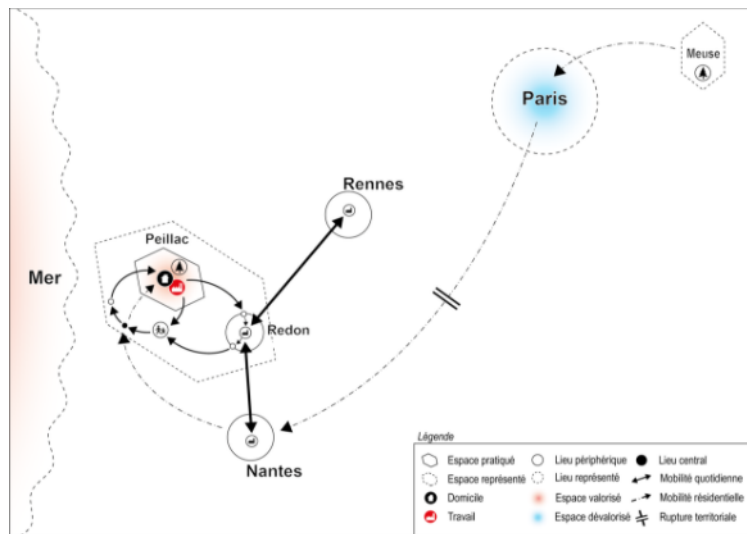 Meuse
Paris
Rennes
Peillac
Mer
Redon
Nantes
Légende
Espace pratiqué
Lieu périphérique
Lieu central
Espace représenté
Lieu représenté
Mobilité quotidienne
Domicile
Espace valorisé
Mobilité résidentielle
Travail
Espace dévalorisé
Rupture territoriale